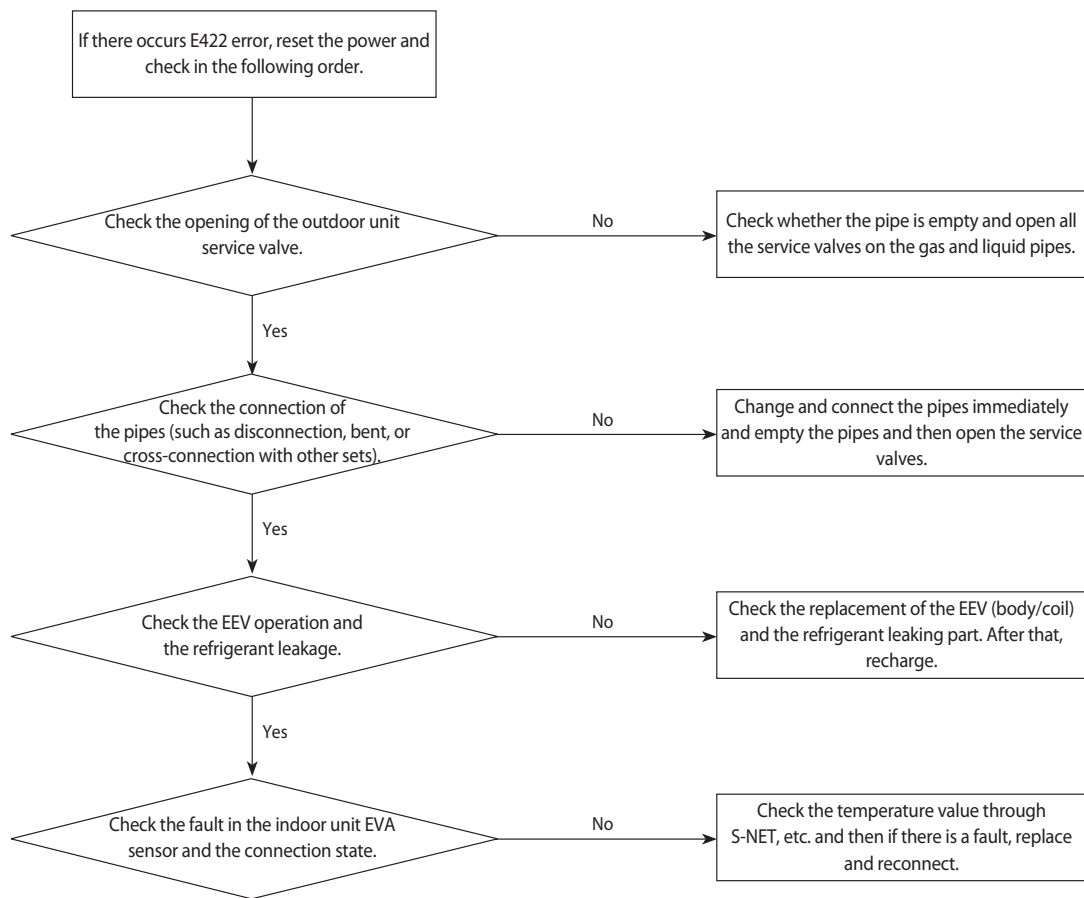 If there occurs E422 error, reset the power and
check in the following order.
Check the opening of the outdoor unit
service valve.
No
Check whether the pipe is empty and open all
the service valves on the gas and liquid pipes.
Yes
Check the connection of
the pipes (such as disconnection, bent, or
cross-connection with other sets).
No
Change and connect the pipes immediately
and empty the pipes and then open the service
valves.
Yes
Check the EEV operation and
the refrigerant leakage.
No
Check the replacement of the EEV (body/coil)
and the refrigerant leaking part. After that,
recharge.
Yes
Check the fault in the indoor unit EVA
sensor and the connection state.
No
Check the temperature value through
S-NET, etc. and then if there is a fault, replace
and reconnect.